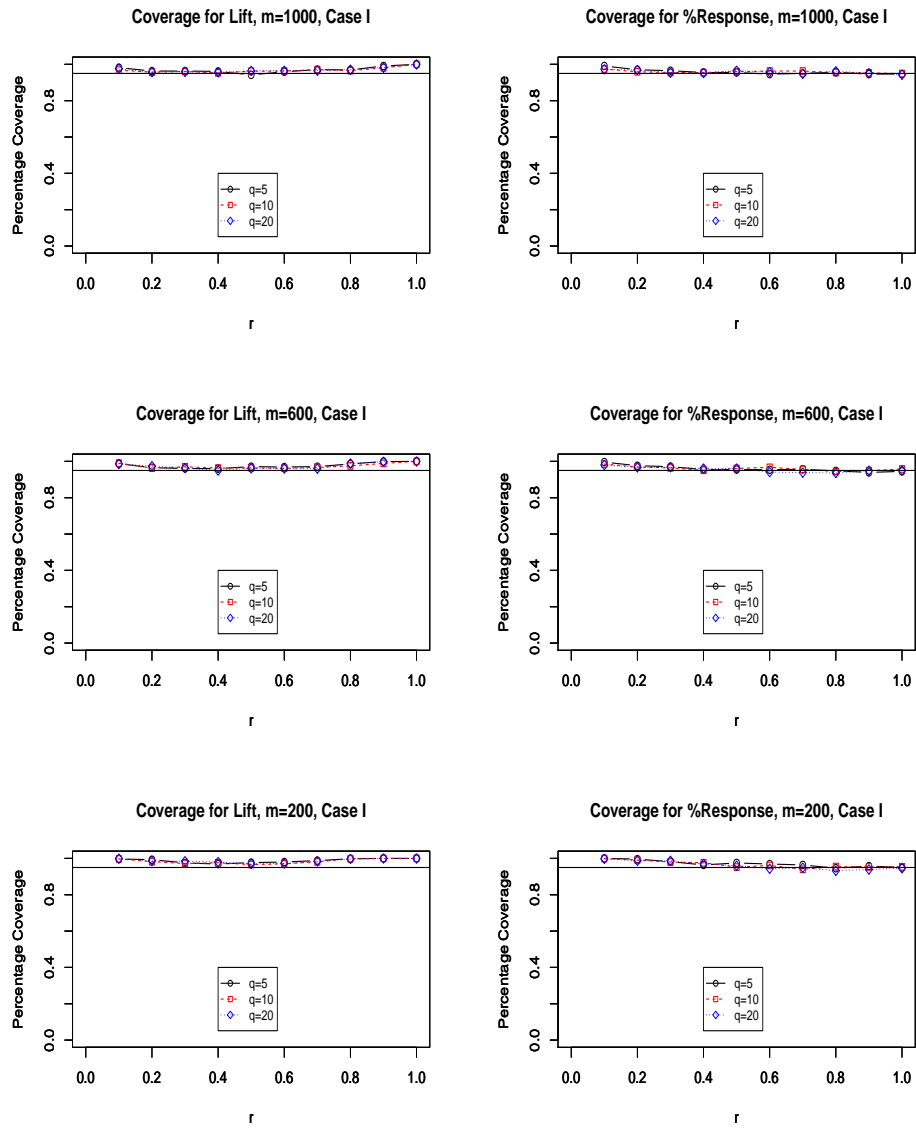 Coverage for Lift, m=1000, Case I
Percentage Coverage
0.0 0.4 0.8
q=5
q=10
q=20
0.0 0.2 0.4 0.6 0.8 1.0
r
Coverage for %Response, m=1000, Case I
Percentage Coverage
0.0 0.4 0.8
q=5
q=10
q=20
0.0 0.2 0.4 0.6 0.8 1.0
r
Coverage for Lift, m=600, Case I
Percentage Coverage
0.0 0.4 0.8
q=5
q=10
q=20
0.0 0.2 0.4 0.6 0.8 1.0
r
Coverage for %Response, m=600, Case I
Percentage Coverage
0.0 0.4 0.8
q=5
q=10
q=20
0.0 0.2 0.4 0.6 0.8 1.0
r
Coverage for Lift, m=200, Case I
Percentage Coverage
0.0 0.4 0.8
q=5
q=10
q=20
0.0 0.2 0.4 0.6 0.8 1.0
r
Coverage for %Response, m=200, Case I
Percentage Coverage
0.0 0.4 0.8
q=5
q=10
q=20
0.0 0.2 0.4 0.6 0.8 1.0
r